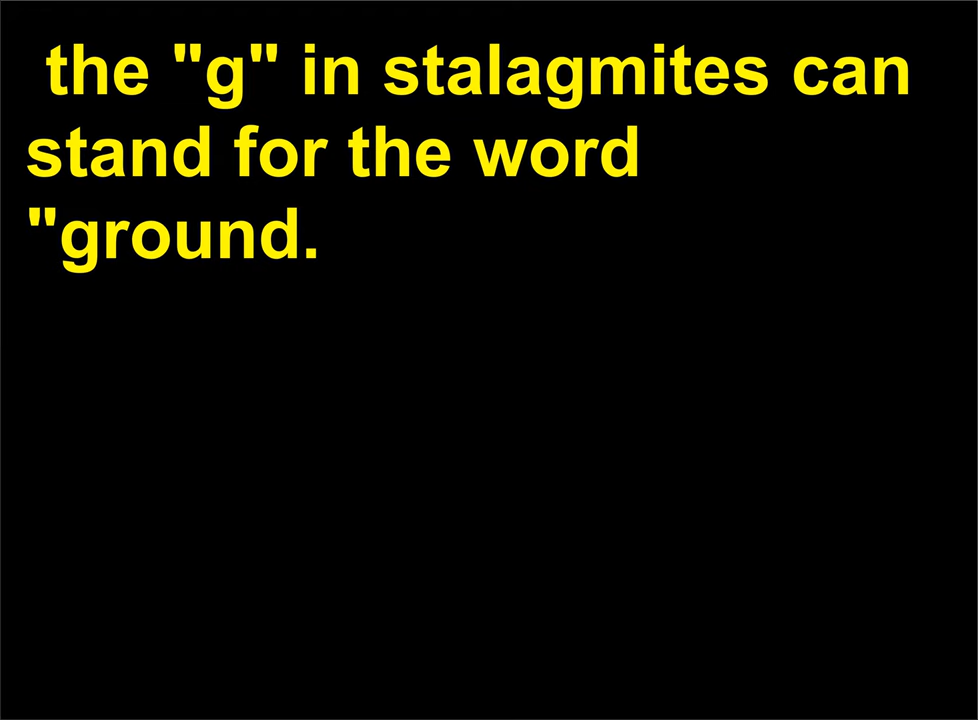 the "g" in stalagmites can
stand for the word
"ground.